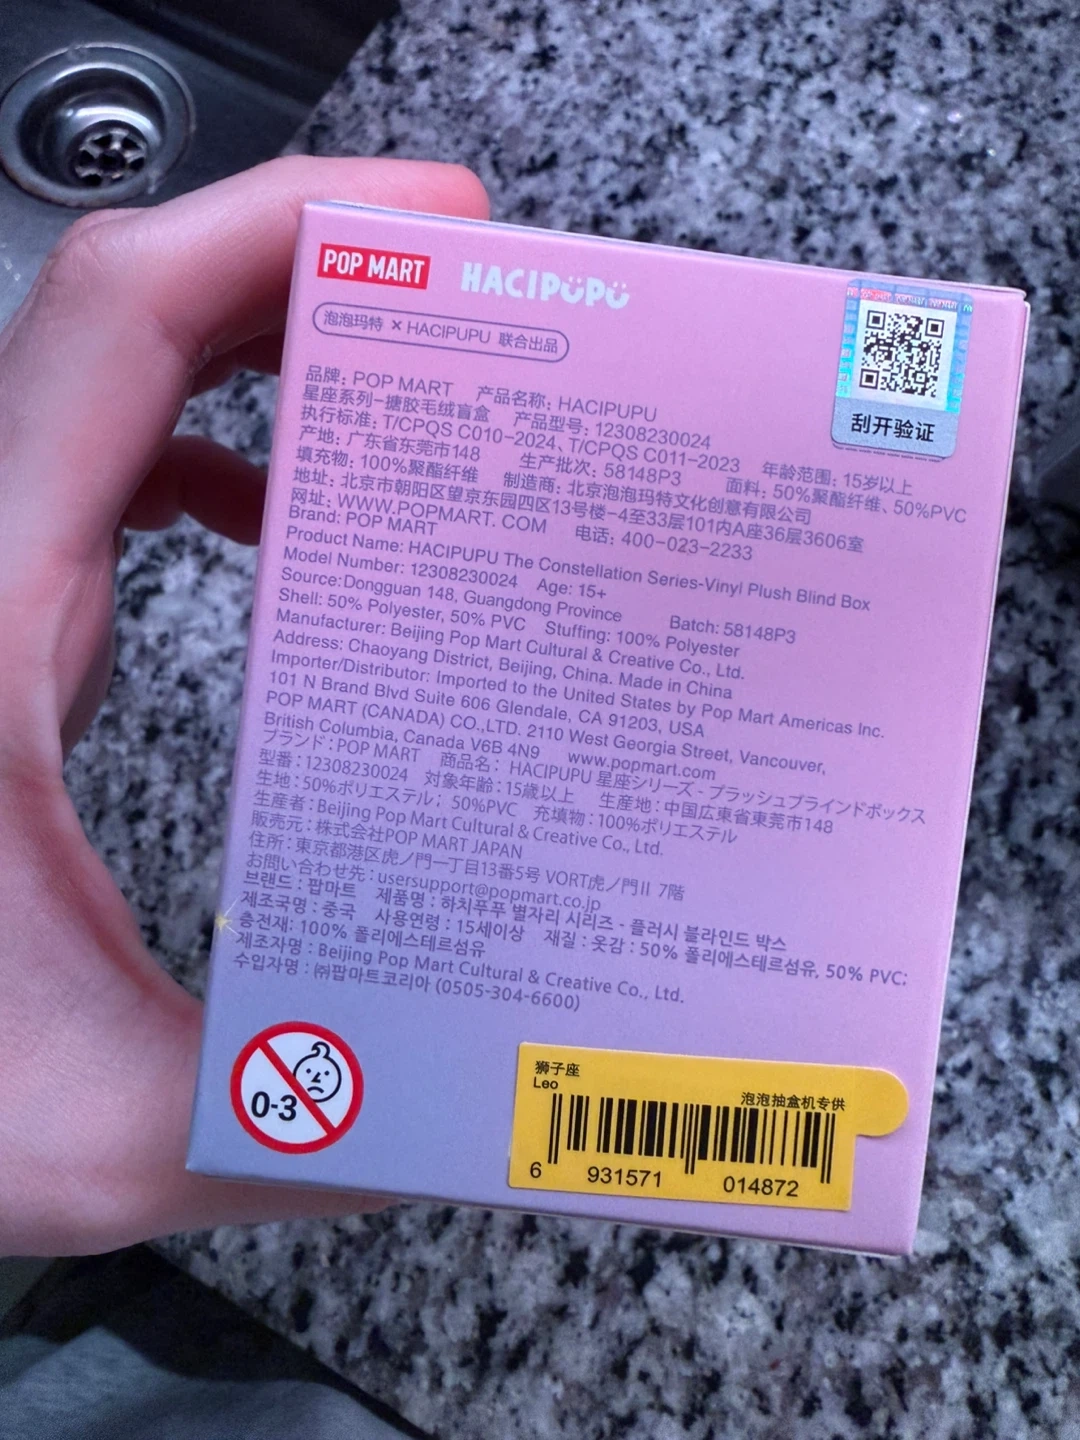 POP MART HACIPUPU
泡泡玛特 × HACIPUPU 联合出品
刮开验证
品牌: POP MART 产品名称: HACIPUPU
星座系列-搪胶毛绒盲盒 产品型号: 12308230024
执行标准: T/CPQS C010-2024、T/CPQS C011-2023 年龄范围: 15岁以上
产地: 广东省东莞市148 生产批次: 58148P3 面料: 50%聚酯纤维、50%PVC
填充物: 100%聚酯纤维 制造商: 北京泡泡玛特文化创意有限公司
地址: 北京市朝阳区望京东园四区13号楼-4至33层101内A座36层3606室
网址: WWW.POPMART. COM 电话: 400-023-2233
Brand: POP MART
Product Name: HACIPUPU The Constellation Series-Vinyl Plush Blind Box
Model Number: 12308230024 Age: 15+
Source:Dongguan 148, Guangdong Province Batch: 58148P3
Shell: 50% Polyester, 50% PVC Stuffing: 100% Polyester
Manufacturer: Beijing Pop Mart Cultural & Creative Co., Ltd.
Address: Chaoyang District, Beijing, China. Made in China
Importer/Distributor: Imported to the United States by Pop Mart Americas Inc.
101 N Brand Blvd Suite 606 Glendale, CA 91203, USA
POP MART (CANADA) CO.,LTD. 2110 West Georgia Street, Vancouver,
British Columbia, Canada V6B 4N9 www.popmart.com
ブランド: POP MART 商品名: HACIPUPU 星座シリーズ - プラッシュブラインドボックス
型番: 12308230024 対象年齢: 15歳以上 生産地: 中国広東省東莞市148
生地: 50%ポリエステル; 50%PVC 充填物: 100%ポリエステル
生産者: Beijing Pop Mart Cultural & Creative Co., Ltd.
販売元: 株式会社POP MART JAPAN
住所: 東京都港区虎ノ門一丁目13番5号 VORT虎ノ門II 7階
お問い合わせ先: usersupport@popmart.co.jp
브랜드 : 팝마트 제품명 : 하치푸푸 별자리 시리즈 - 플러시 블라인드 박스
제조국명 : 중국 사용연령 : 15세이상 재질 : 옷감 : 50% 폴리에스테르섬유, 50% PVC:
충전재: 100% 폴리에스테르섬유
제조자명 : Beijing Pop Mart Cultural & Creative Co., Ltd.
수입자명 : ㈜팝마트코리아 (0505-304-6600)
0-3
狮子座
Leo
泡泡抽盒机专供
6 931571 014872